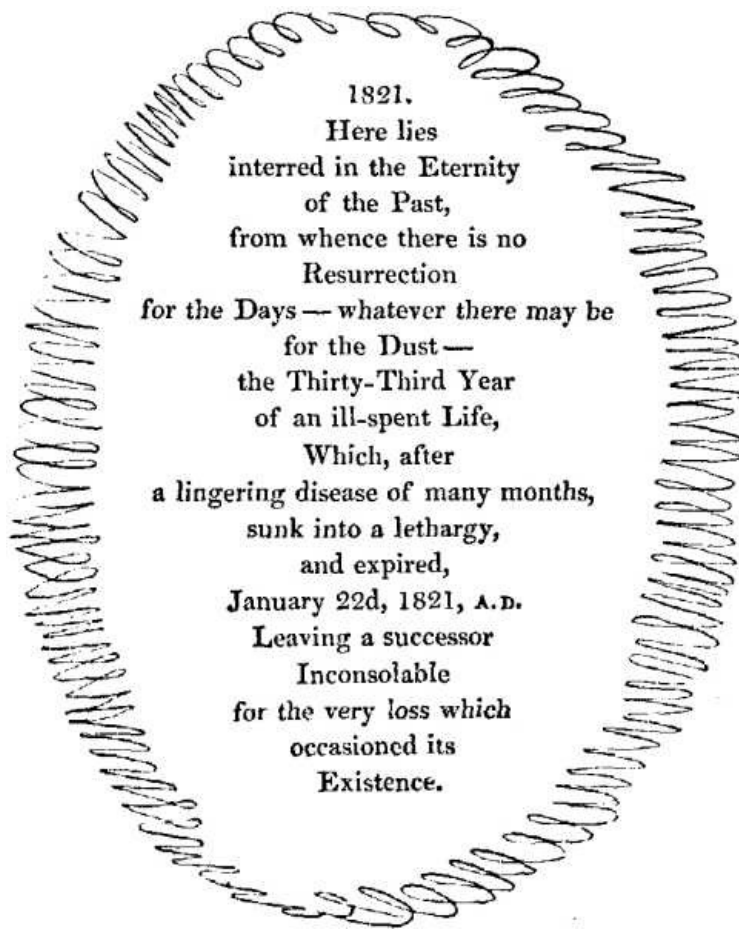 1821.
Here lies
interred in the Eternity
of the Past,
from whence there is no
Resurrection
for the Days — whatever there may be
for the Dust —
the Thirty-Third Year
of an ill-spent Life,
Which, after
a lingering disease of many months,
sunk into a lethargy,
and expired,
January 22d, 1821, A.D.
Leaving a successor
Inconsolable
for the very loss which
occasioned its
Existence.